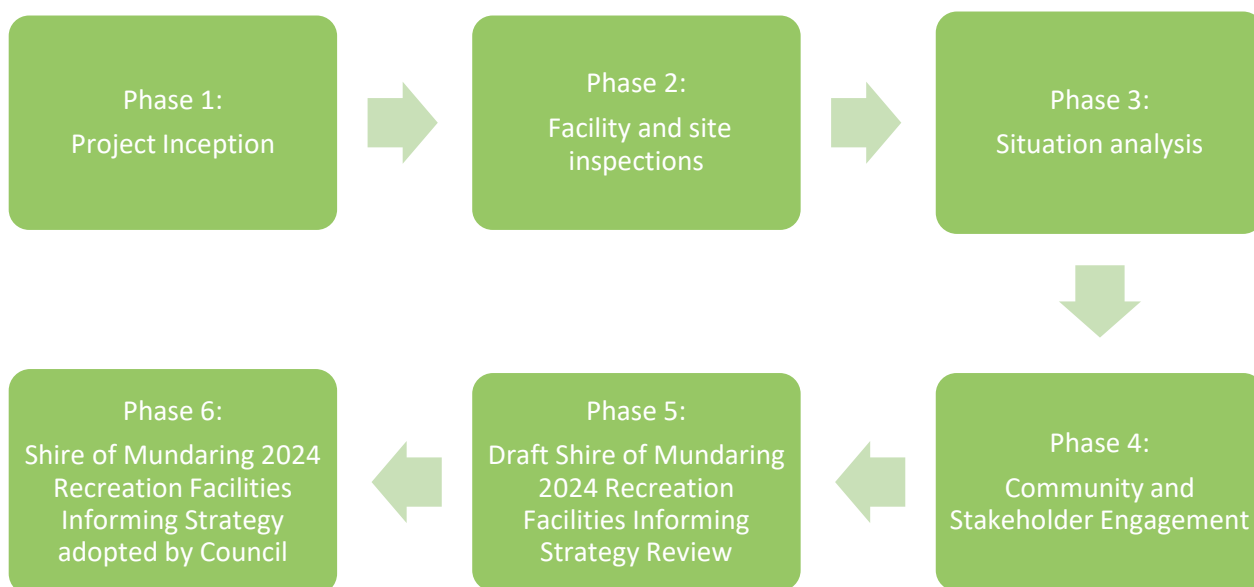 Phase 1:
Project Inception
Phase 2:
Facility and site
inspections
Phase 3:
Situation analysis
Phase 4:
Community and
Stakeholder Engagement
Phase 5:
Draft Shire of Mundaring
2024 Recreation
Facilities Informing
Strategy Review
Phase 6:
Shire of Mundaring 2024
Recreation Facilities
Informing Strategy
adopted by Council